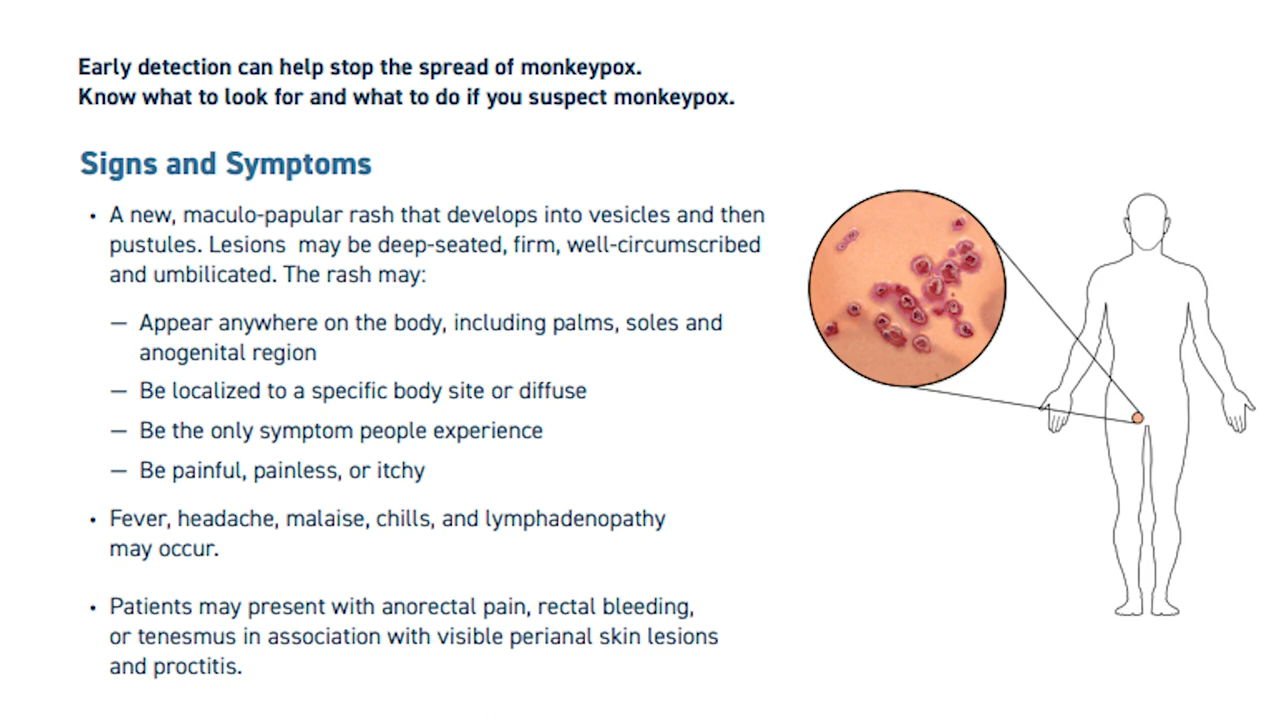 Early detection can help stop the spread of monkeypox.
Know what to look for and what to do if you suspect monkeypox.
Signs and Symptoms
• A new, maculo-papular rash that develops into vesicles and then
pustules. Lesions may be deep-seated, firm, well-circumscribed
and umbilicated. The rash may:
— Appear anywhere on the body, including palms, soles and
anogenital region
— Be localized to a specific body site or diffuse
— Be the only symptom people experience
— Be painful, painless, or itchy
• Fever, headache, malaise, chills, and lymphadenopathy
may occur.
• Patients may present with anorectal pain, rectal bleeding,
or tenesmus in association with visible perianal skin lesions
and proctitis.